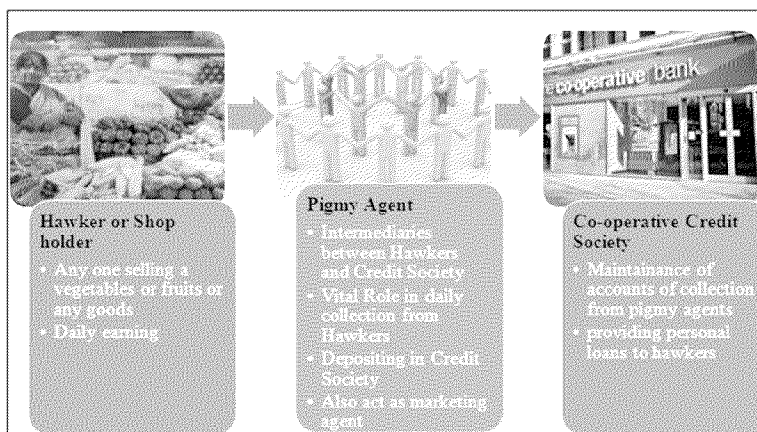 co-operative bank
Hawker or Shop
holder
• Any one selling a
vegetables or fruits or
any goods
• Daily earning
Pigmy Agent
• Intermediaries
between Hawkers
and Credit Society
• Vital Role in daily
collection from
Hawkers
• Depositing in Credit
Society
• Also act as marketing
agent
Co-operative Credit
Society
• Maintainance of
accounts of collection
from pigmy agents
• providing personal
loans to hawkers